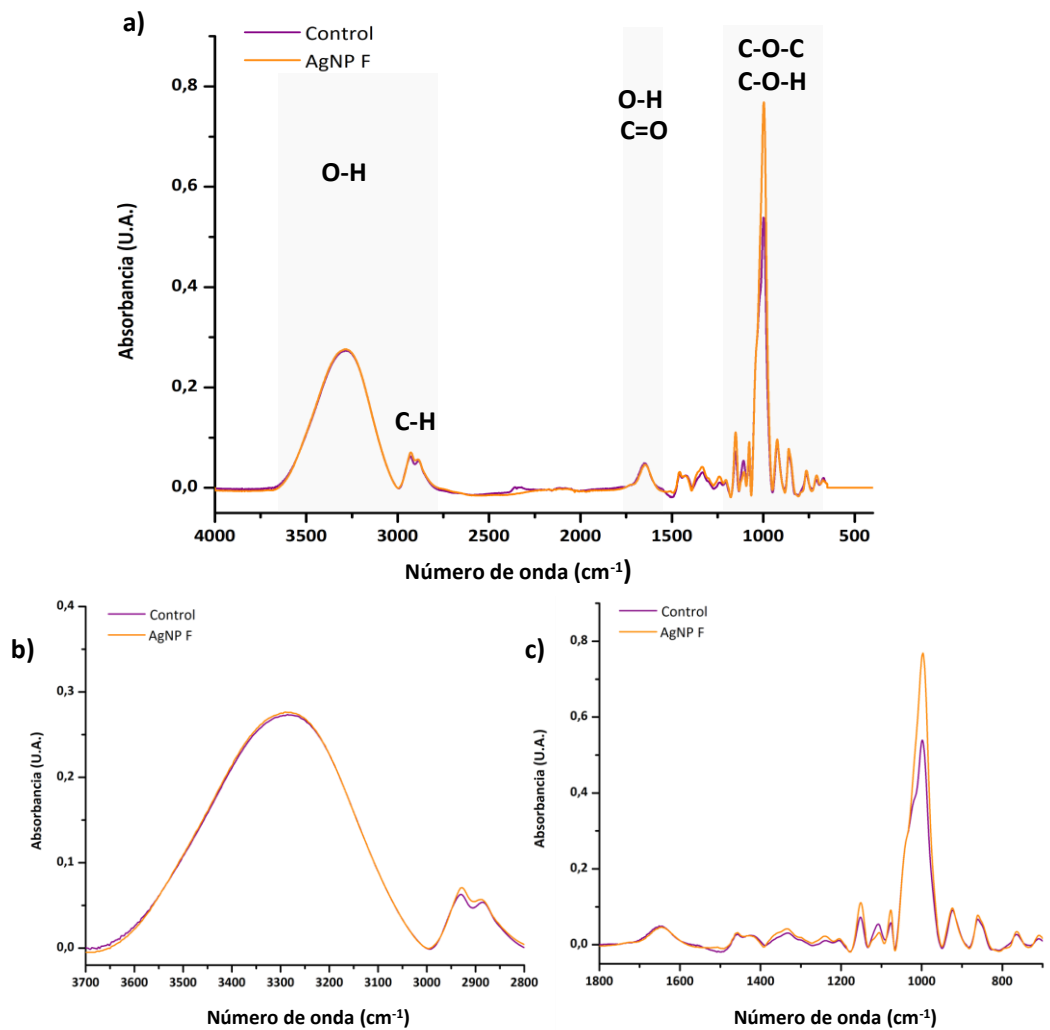 a)
Control
AgNP F
O-H
C-H
O-H
C=O
C-O-C
C-O-H
0,8
0,6
0,4
0,2
0,0
Absorbancia (U.A.)
4000 3500 3000 2500 2000 1500 1000 500
Número de onda (cm⁻¹)
b)
Control
AgNP F
0,4
0,3
0,2
0,1
0,0
Absorbancia (U.A.)
3700 3600 3500 3400 3300 3200 3100 3000 2900 2800
Número de onda (cm⁻¹)
c)
Control
AgNP F
0,8
0,6
0,4
0,2
0,0
Absorbancia (U.A.)
1800 1600 1400 1200 1000 800
Número de onda (cm⁻¹)